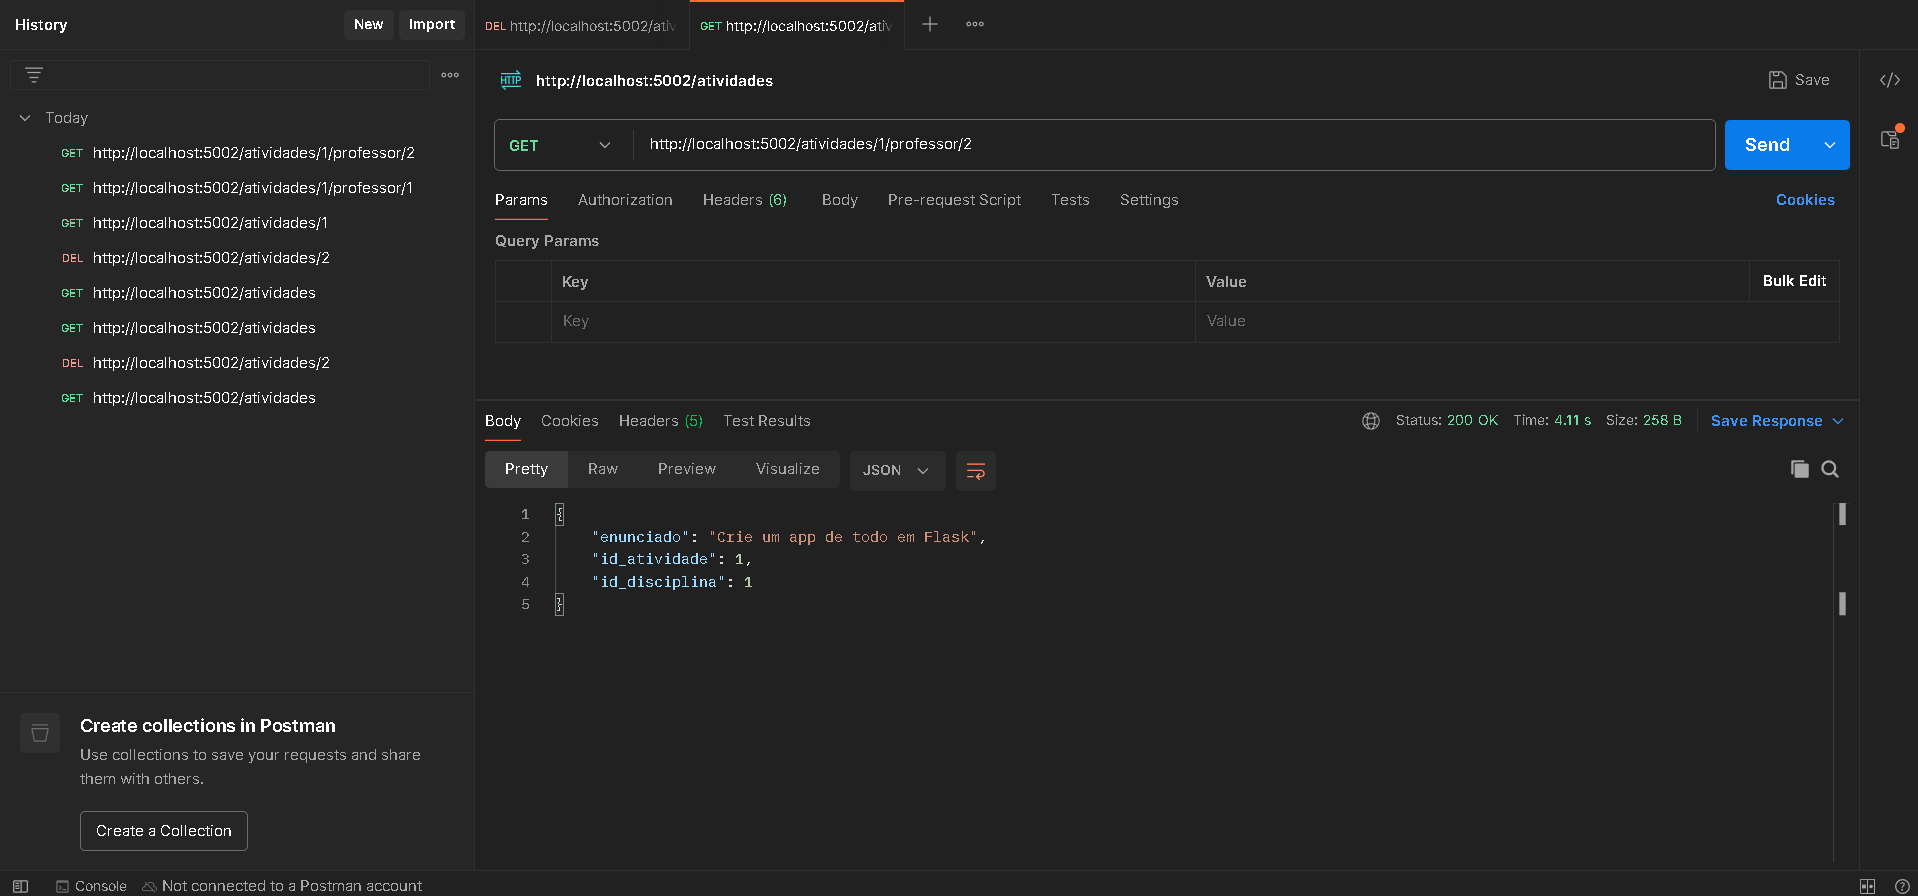 History
New
Import
DEL http://localhost:5002/ativ
GET http://localhost:5002/ativ
Today
GET http://localhost:5002/atividades/1/professor/2
GET http://localhost:5002/atividades/1/professor/1
GET http://localhost:5002/atividades/1
DEL http://localhost:5002/atividades/2
GET http://localhost:5002/atividades
GET http://localhost:5002/atividades
DEL http://localhost:5002/atividades/2
GET http://localhost:5002/atividades
Create collections in Postman
Use collections to save your requests and share
them with others.
Create a Collection
HTTP http://localhost:5002/atividades
Save
GET http://localhost:5002/atividades/1/professor/2
Send
Params Authorization Headers (6) Body Pre-request Script Tests Settings
Cookies
Query Params
Key Value Bulk Edit
Key Value
Body Cookies Headers (5) Test Results
Status: 200 OK Time: 4.11 s Size: 258 B Save Response
Pretty Raw Preview Visualize JSON
1 {
2 "enunciado": "Crie um app de todo em Flask",
3 "id_atividade": 1,
4 "id_disciplina": 1
5 }
Console Not connected to a Postman account